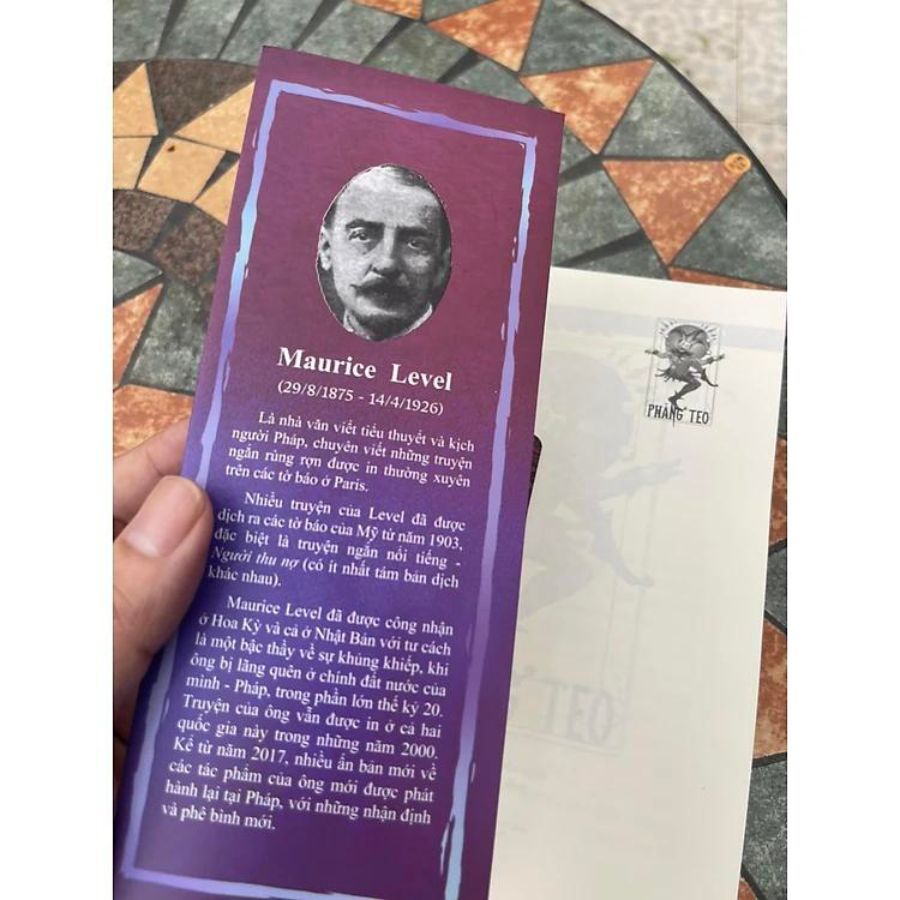 Maurice Level
(29/8/1875 - 14/4/1926)
Là nhà văn viết tiểu thuyết và kịch
người Pháp, chuyên viết những truyện
ngắn rùng rợn được in thường xuyên
trên các tờ báo ở Paris.
Nhiều truyện của Level đã được
dịch ra các tờ báo của Mỹ từ năm 1903,
đặc biệt là truyện ngắn nổi tiếng -
Người thu nợ (có ít nhất tám bản dịch
khác nhau).
Maurice Level đã được công nhận
ở Hoa Kỳ và cả ở Nhật Bản với tư cách
là một bậc thầy về sự khủng khiếp, khi
ông bị lãng quên ở chính đất nước của
mình - Pháp, trong phần lớn thế kỷ 20.
Truyện của ông vẫn được in ở cả hai
quốc gia này trong những năm 2000.
Kể từ năm 2017, nhiều ấn bản mới về
các tác phẩm của ông mới được phát
hành lại tại Pháp, với những nhận định
và phê bình mới.
PHẰNG TEO